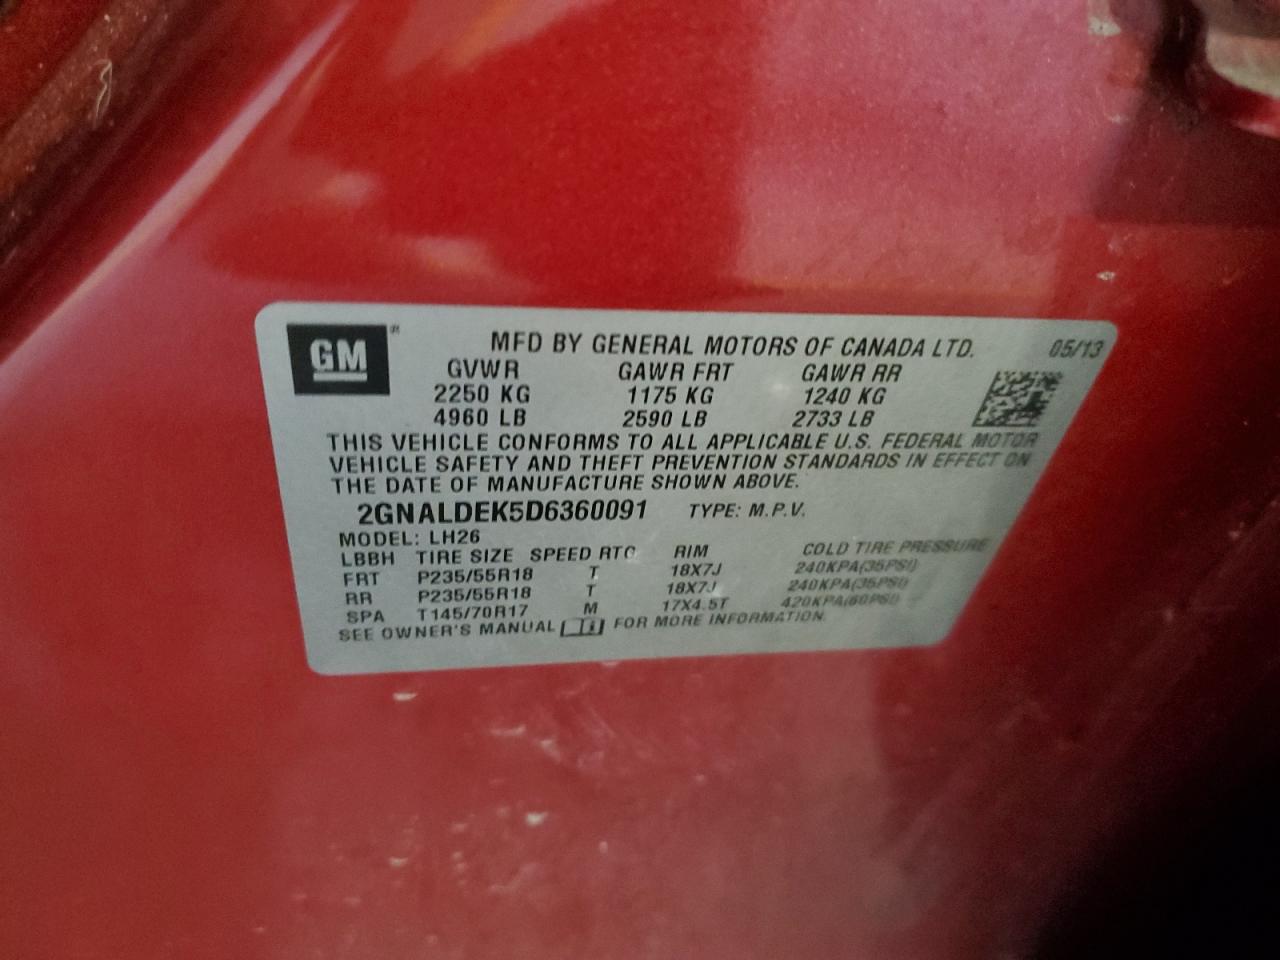 GM®
MFD BY GENERAL MOTORS OF CANADA LTD. 05/13
GVWR GAWR FRT GAWR RR
2250 KG 1175 KG 1240 KG
4960 LB 2590 LB 2733 LB
THIS VEHICLE CONFORMS TO ALL APPLICABLE U.S. FEDERAL MOTOR
VEHICLE SAFETY AND THEFT PREVENTION STANDARDS IN EFFECT ON
THE DATE OF MANUFACTURE SHOWN ABOVE.
2GNALDEK5D6360091 TYPE: M.P.V.
MODEL: LH26
LBBH TIRE SIZE SPEED RTG RIM COLD TIRE PRESSURE
FRT P235/55R18 T 18X7J 240KPA(35PSI)
RR P235/55R18 T 18X7J 240KPA(35PSI)
SPA T145/70R17 M 17X4.5T 420KPA(60PSI)
SEE OWNER'S MANUAL FOR MORE INFORMATION.